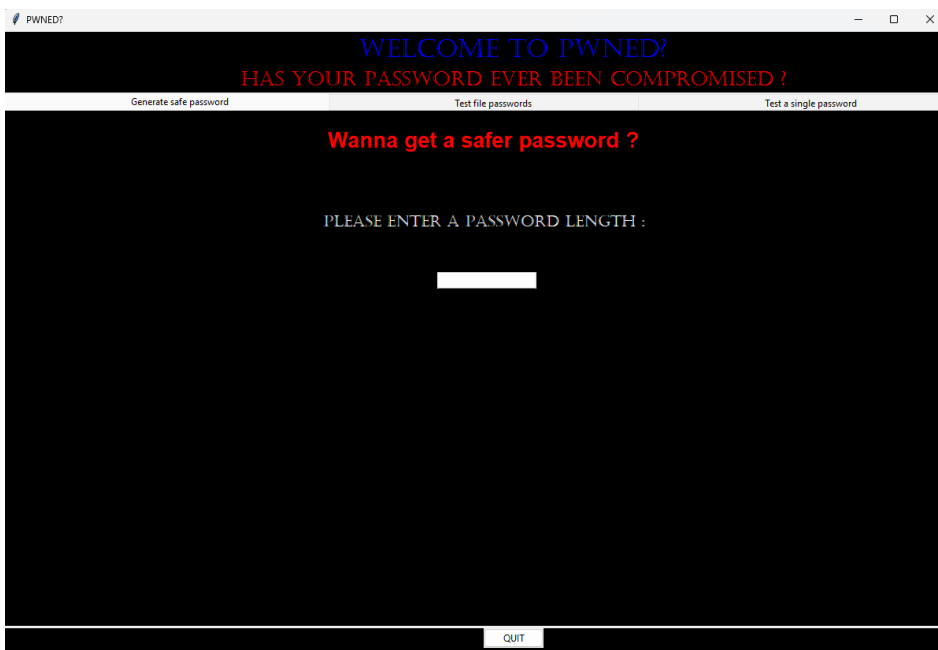 PWNED?
WELCOME TO PWNED?
HAS YOUR PASSWORD EVER BEEN COMPROMISED ?
Generate safe password
Test file passwords
Test a single password
Wanna get a safer password ?
PLEASE ENTER A PASSWORD LENGTH :
QUIT